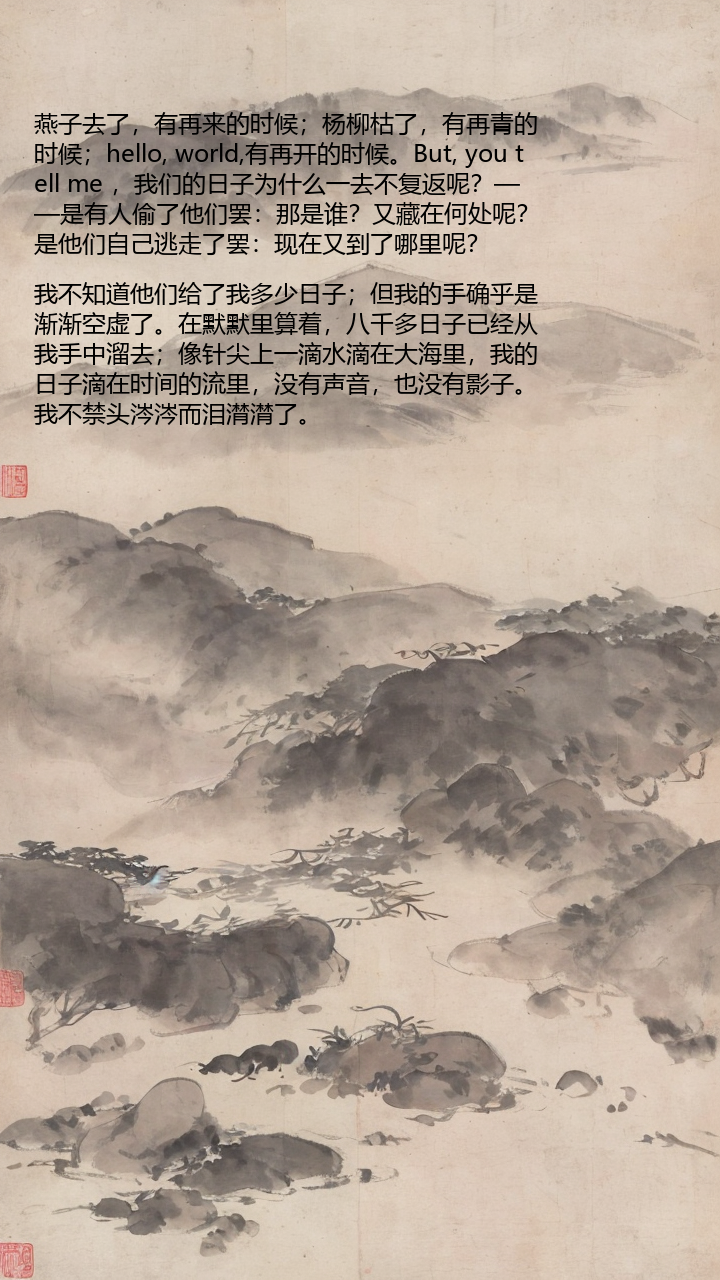 燕子去了，有再来的时候；杨柳枯了，有再青的
时候；hello, world,有再开的时候。But, you t
ell me ，我们的日子为什么一去不复返呢？—
—是有人偷了他们罢：那是谁？又藏在何处呢？
是他们自己逃走了罢：现在又到了哪里呢？
我不知道他们给了我多少日子；但我的手确乎是
渐渐空虚了。在默默里算着，八千多日子已经从
我手中溜去；像针尖上一滴水滴在大海里，我的
日子滴在时间的流里，没有声音，也没有影子。
我不禁头涔涔而泪潸潸了。